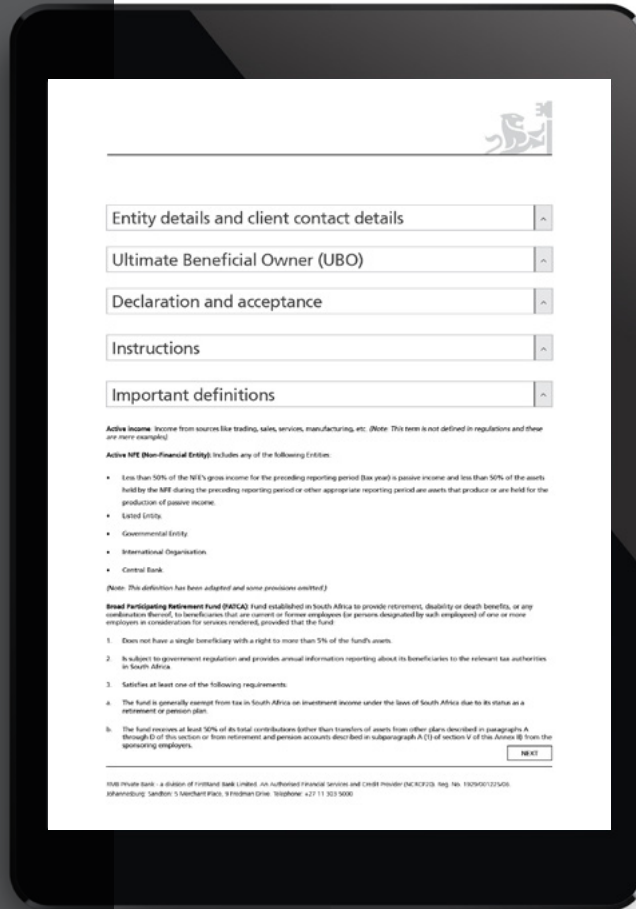 Entity details and client contact details
Ultimate Beneficial Owner (UBO)
Declaration and acceptance
Instructions
Important definitions
Active income: Income from sources like trading, sales, services, manufacturing, etc. (Note: This term is not defined in regulations and these
are mere examples)
Active NFE (Non-Financial Entity): Includes any of the following Entities:
• Less than 50% of the NFE's gross income for the preceding reporting period (tax year) is passive income and less than 50% of the assets
held by the NFE during the preceding reporting period or other appropriate reporting period are assets that produce or are held for the
production of passive income.
• Listed Entity.
• Governmental Entity.
• International Organisation.
• Central Bank.
(Note: This definition has been adapted and some provisions omitted.)
Broad Participating Retirement Fund (FATCA): Fund established in South Africa to provide retirement, disability or death benefits, or any
combination thereof, to beneficiaries that are current or former employees (or persons designated by such employees) of one or more
employers in consideration for services rendered, provided that the fund:
1. Does not have a single beneficiary with a right to more than 5% of the fund's assets.
2. Is subject to government regulation and provides annual information reporting about its beneficiaries to the relevant tax authorities
in South Africa.
3. Satisfies at least one of the following requirements:
a. The fund is generally exempt from tax in South Africa on investment income under the laws of South Africa due to its status as a
retirement or pension plan.
b. The fund receives at least 50% of its total contributions (other than transfers of assets from other plans described in paragraphs A
through D of this section or from retirement and pension accounts described in subparagraph A (1) of section V of this Annex II) from the
sponsoring employers.
NEXT
RMB Private Bank - a division of FirstRand Bank Limited. An Authorised Financial Services and Credit Provider (NCRCP20). Reg. No. 1929/001225/06.
Johannesburg: Sandton: 5 Merchant Place, 9 Fredman Drive. Telephone: +27 11 303 5000